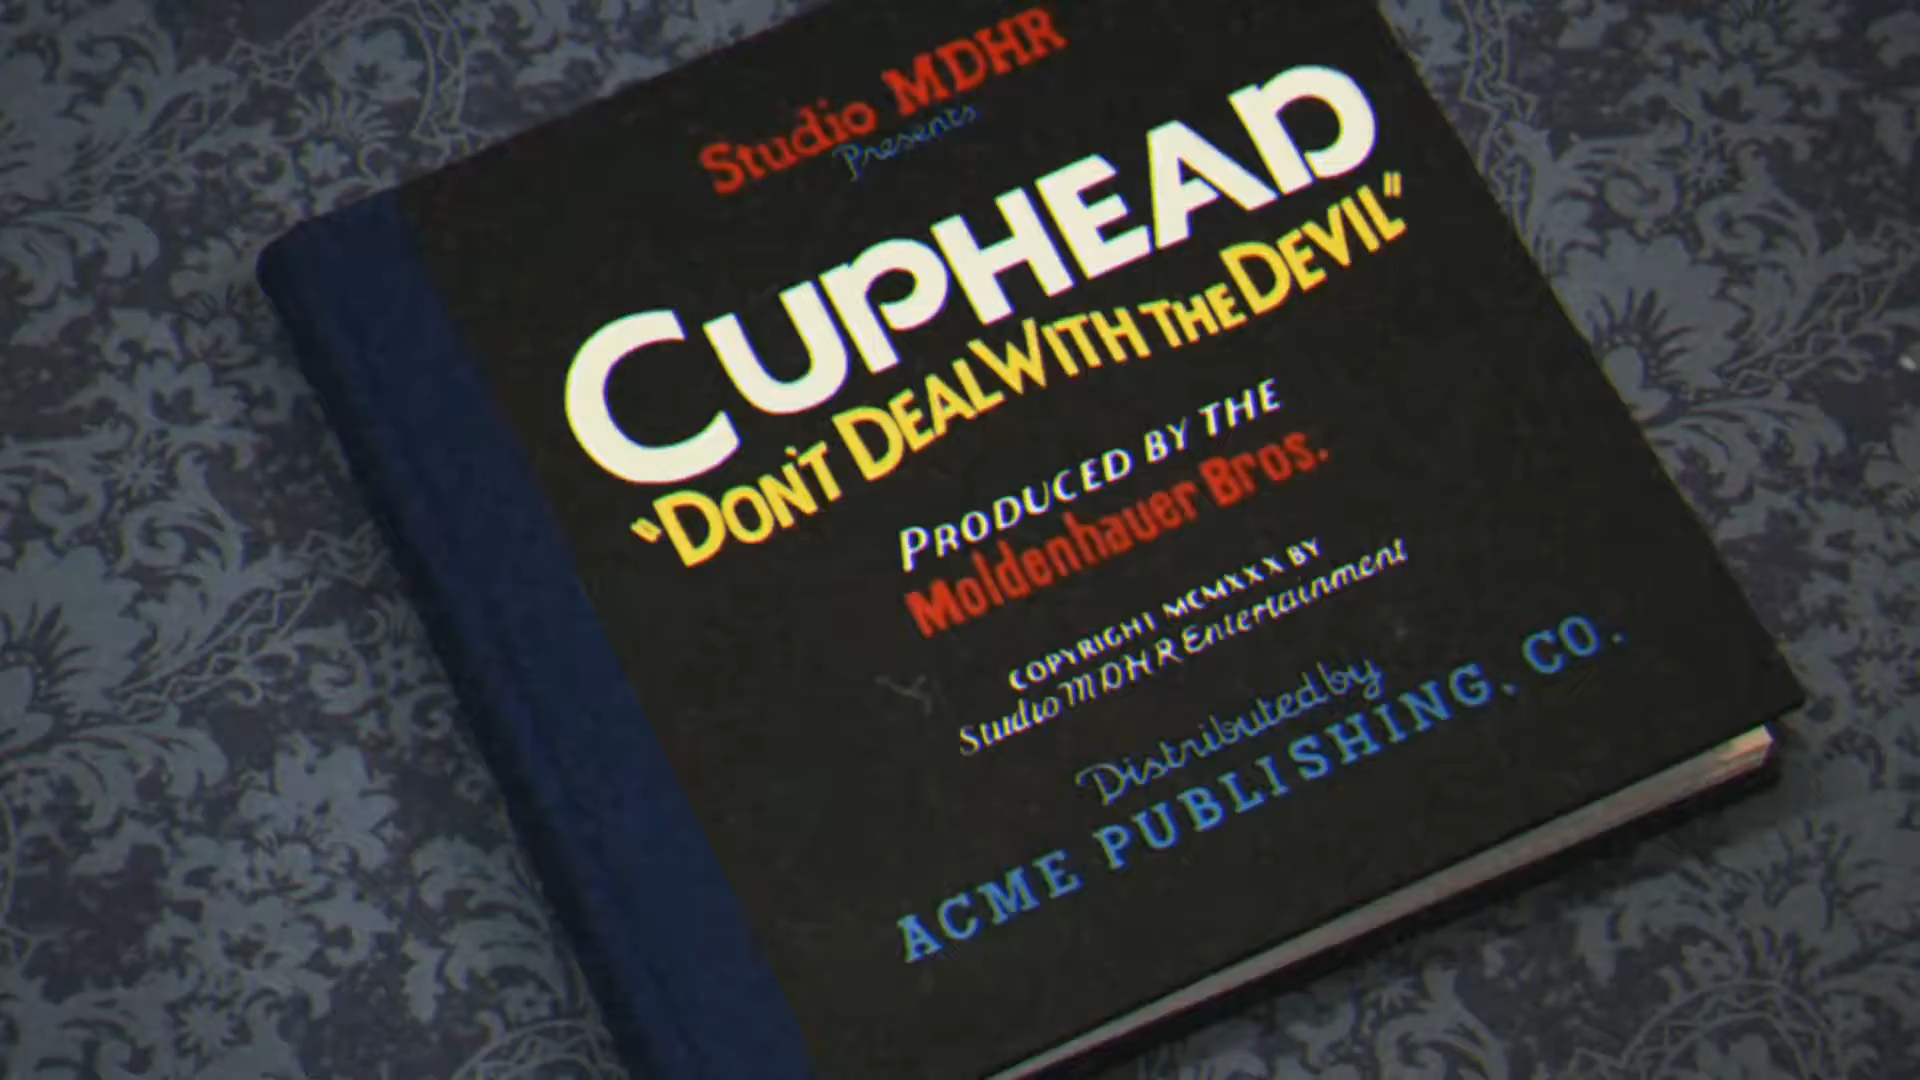 Studio MDHR
Presents
CUPHEAD
"DON'T DEAL WITH THE DEVIL"
PRODUCED BY THE
Moldenhauer Bros.
COPYRIGHT MCMXXX BY
Studio MDHR Entertainment
Distributed by
ACME PUBLISHING. CO.